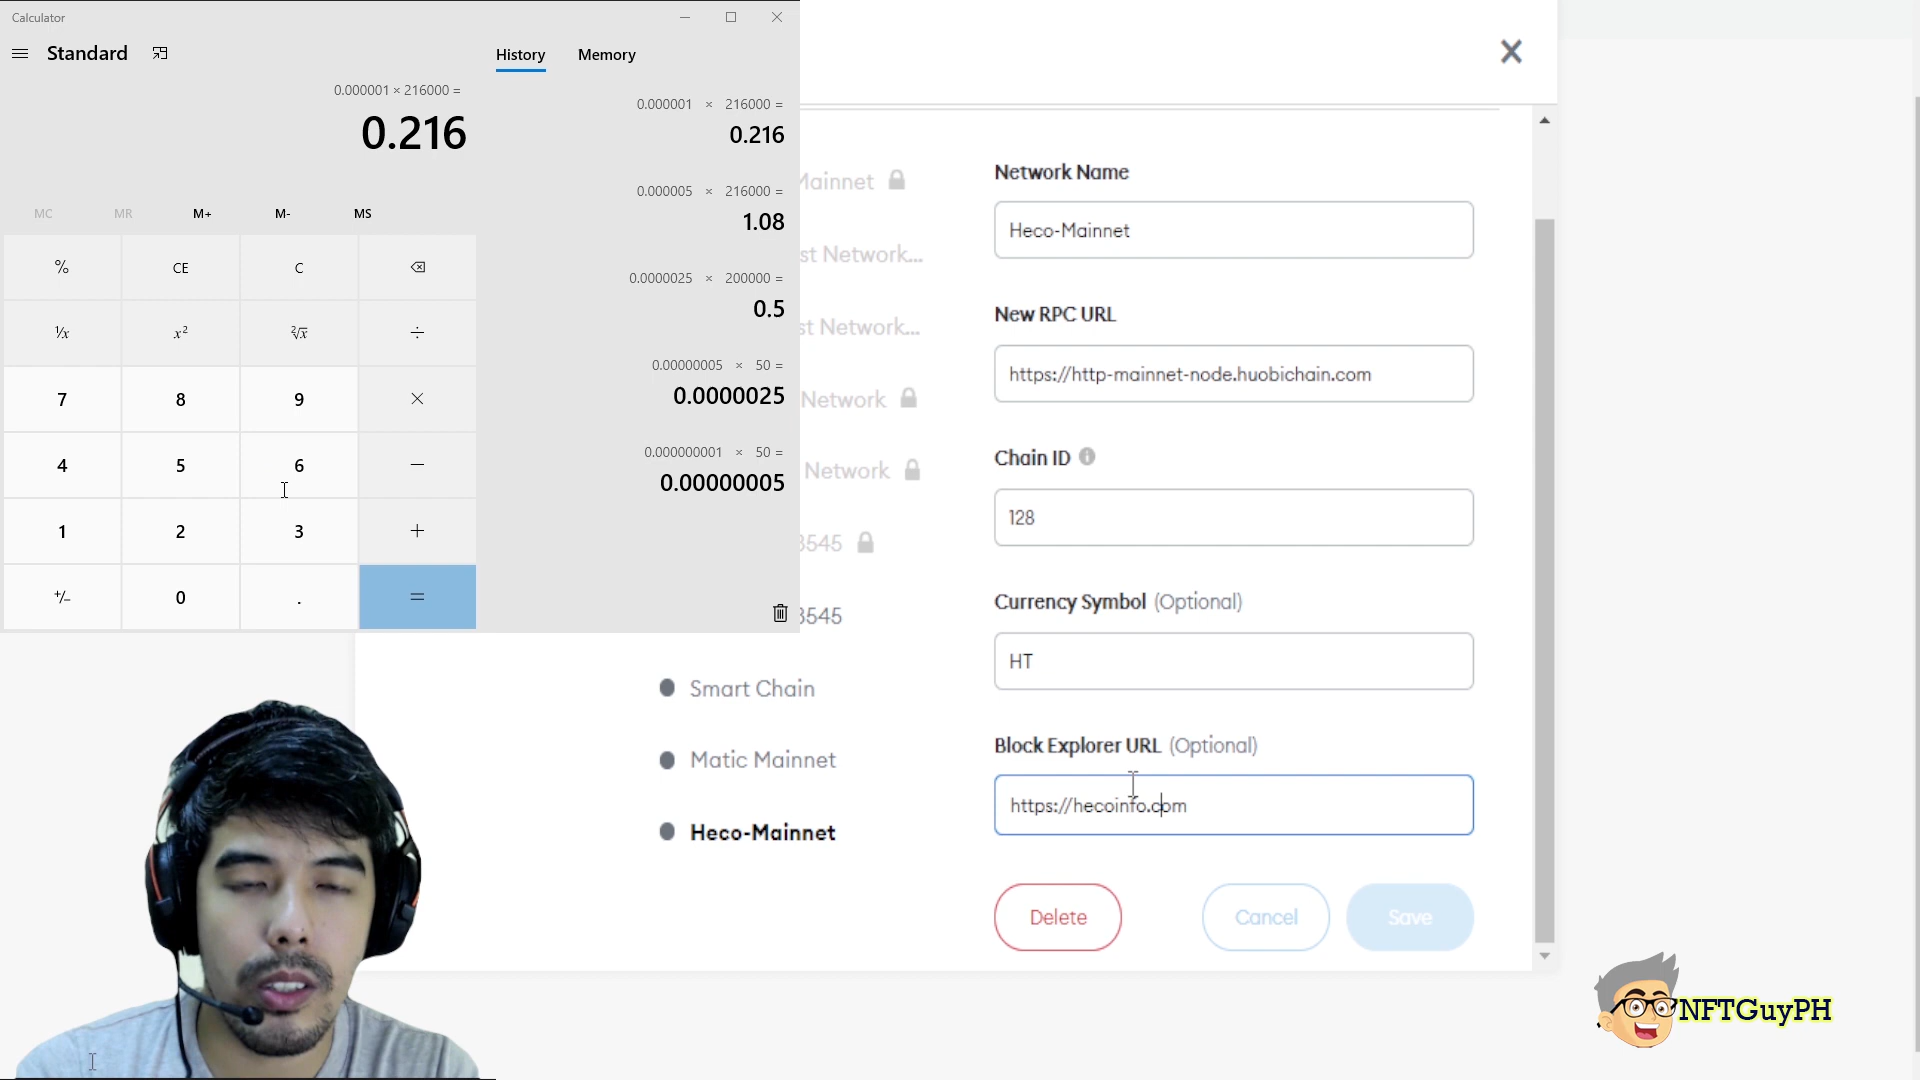 Calculator
Standard
History
Memory
0.000001 × 216000 =
0.216
MC
MR
M+
M-
MS
%
CE
C
⅟x
x²
²√x
÷
7
8
9
×
4
5
6
−
1
2
3
+
+/−
0
.
=
0.000001 × 216000 =
0.216
0.000005 × 216000 =
1.08
0.0000025 × 200000 =
0.5
0.00000005 × 50 =
0.0000025
0.000000001 × 50 =
0.00000005
Mainnet
st Network...
st Network...
Network
Network
8545
8545
Smart Chain
Matic Mainnet
Heco-Mainnet
Network Name
Heco-Mainnet
New RPC URL
https://http-mainnet-node.huobichain.com
Chain ID
128
Currency Symbol (Optional)
HT
Block Explorer URL (Optional)
https://hecoinfo.com
Delete
Cancel
Save
NFTGuyPH